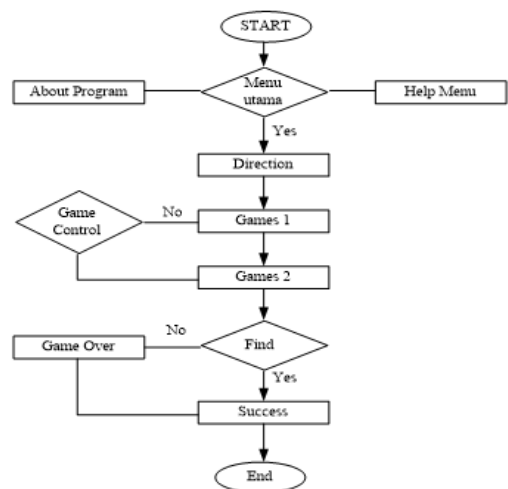 START
About Program
Menu
utama
Help Menu
Yes
Direction
Game
Control
No
Games 1
Games 2
No
Game Over
Find
Yes
Success
End